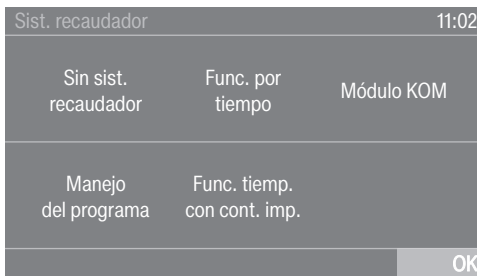 Sist. recaudador 11:02
Sin sist.
recaudador
Func. por
tiempo
Módulo KOM
Manejo
del programa
Func. tiemp.
con cont. imp.
OK